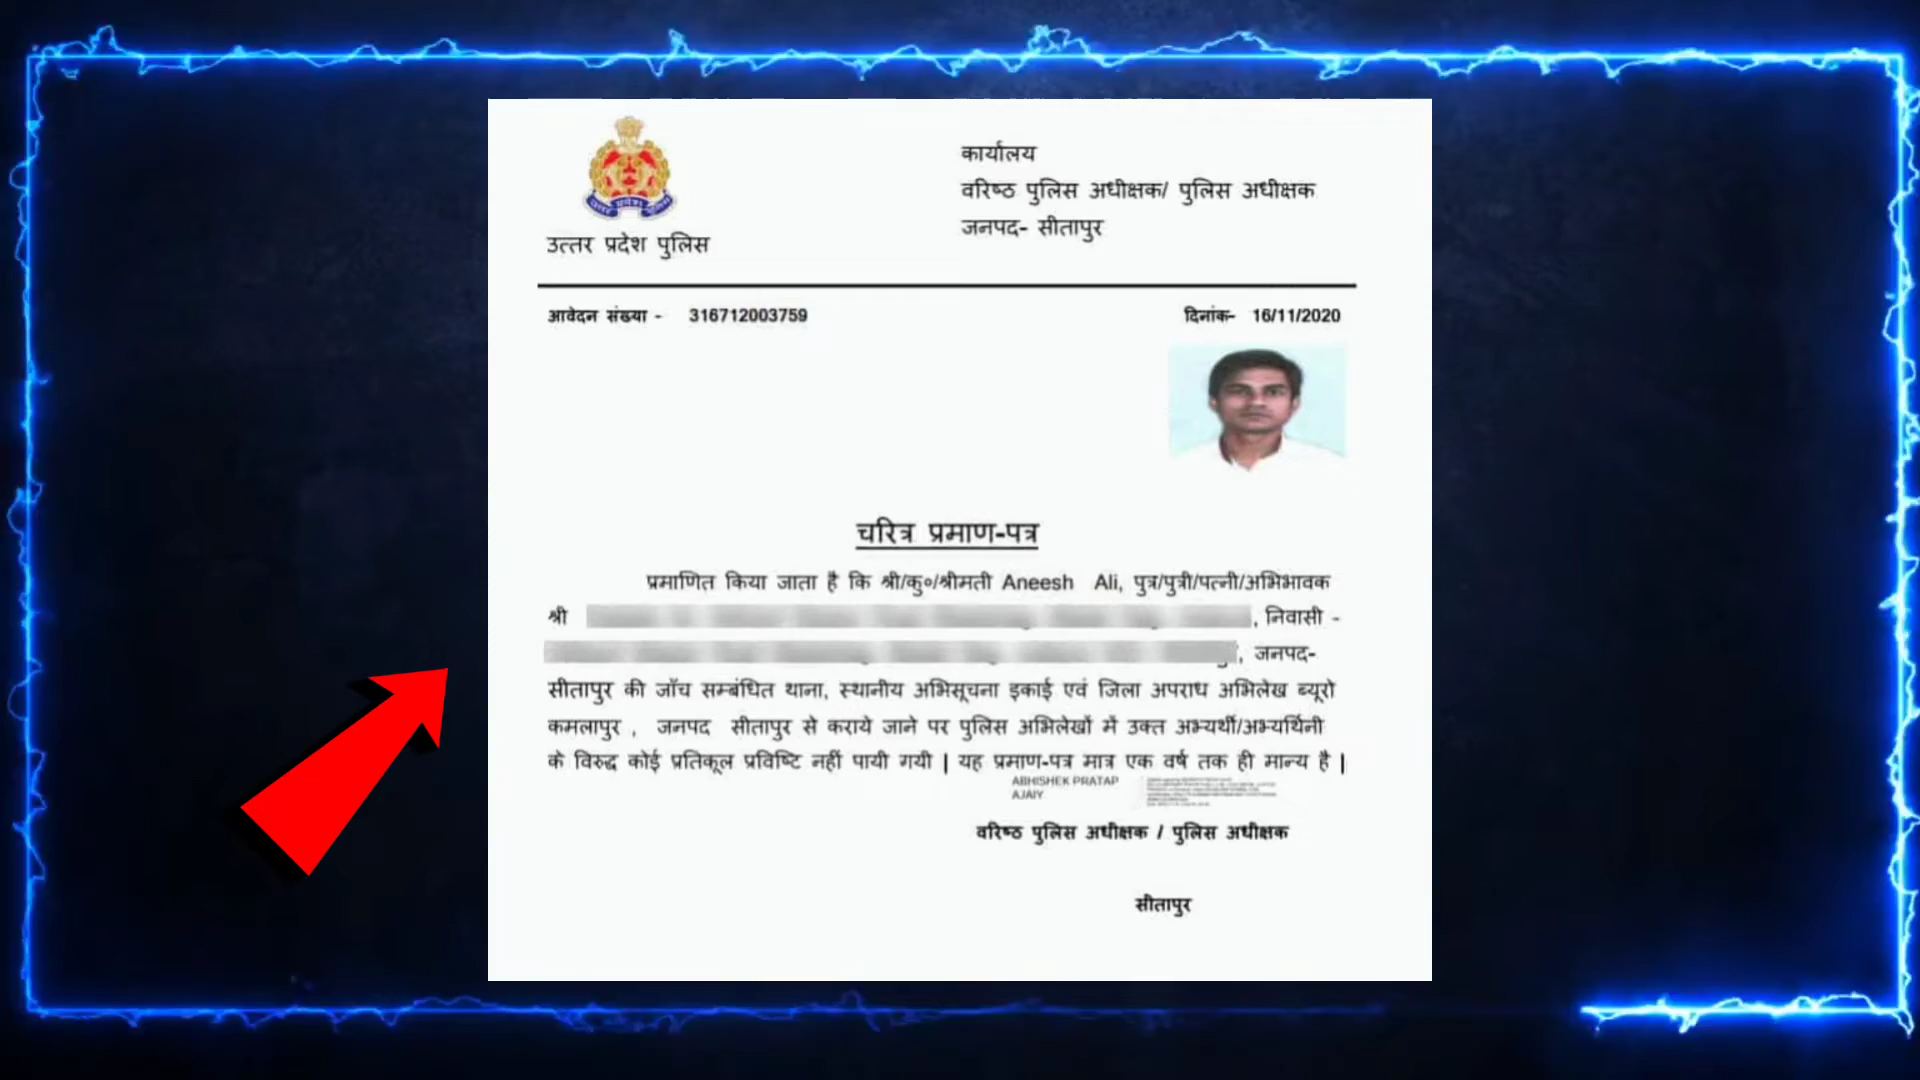 कार्यालय
वरिष्ठ पुलिस अधीक्षक/ पुलिस अधीक्षक
जनपद- सीतापुर
उत्तर प्रदेश पुलिस
आवेदन संख्या - 316712003759
दिनांक- 16/11/2020
चरित्र प्रमाण-पत्र
प्रमाणित किया जाता है कि श्री/कु०/श्रीमती Aneesh Ali, पुत्र/पुत्री/पत्नी/अभिभावक
श्री , निवासी -
, जनपद-
सीतापुर की जाँच सम्बंधित थाना, स्थानीय अभिसूचना इकाई एवं जिला अपराध अभिलेख ब्यूरो
कमलापुर , जनपद सीतापुर से कराये जाने पर पुलिस अभिलेखों में उक्त अभ्यर्थी/अभ्यर्थिनी
के विरुद्ध कोई प्रतिकूल प्रविष्टि नहीं पायी गयी | यह प्रमाण-पत्र मात्र एक वर्ष तक ही मान्य है |
ABHISHEK PRATAP
AJAIY
वरिष्ठ पुलिस अधीक्षक / पुलिस अधीक्षक
सीतापुर